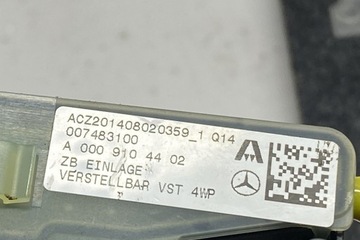 ACZ201408020359_1 Q14
007483100
A 000 910 44 02
ZB EINLAGE
VERSTELLBAR VST 4WP